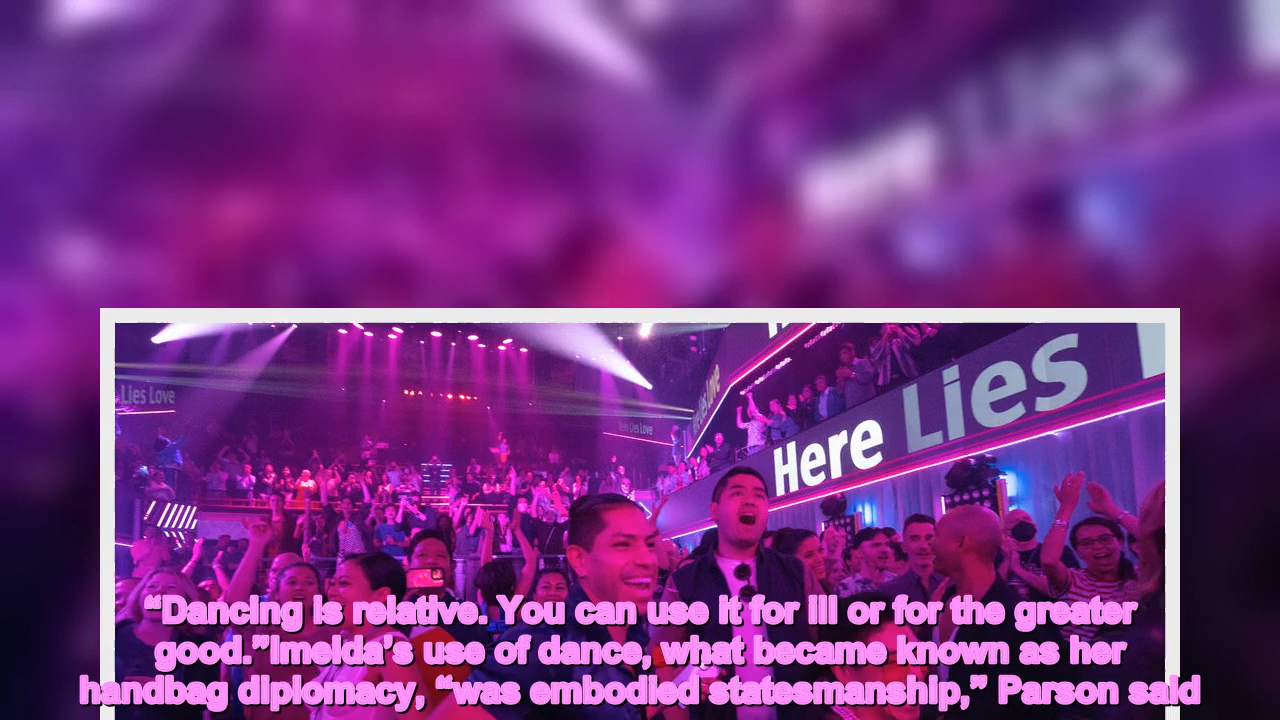 Lies Love
Lies Love
Here Lies
“Dancing is relative. You can use it for ill or for the greater
good.”Imelda’s use of dance, what became known as her
handbag diplomacy, “was embodied statesmanship,” Parson said